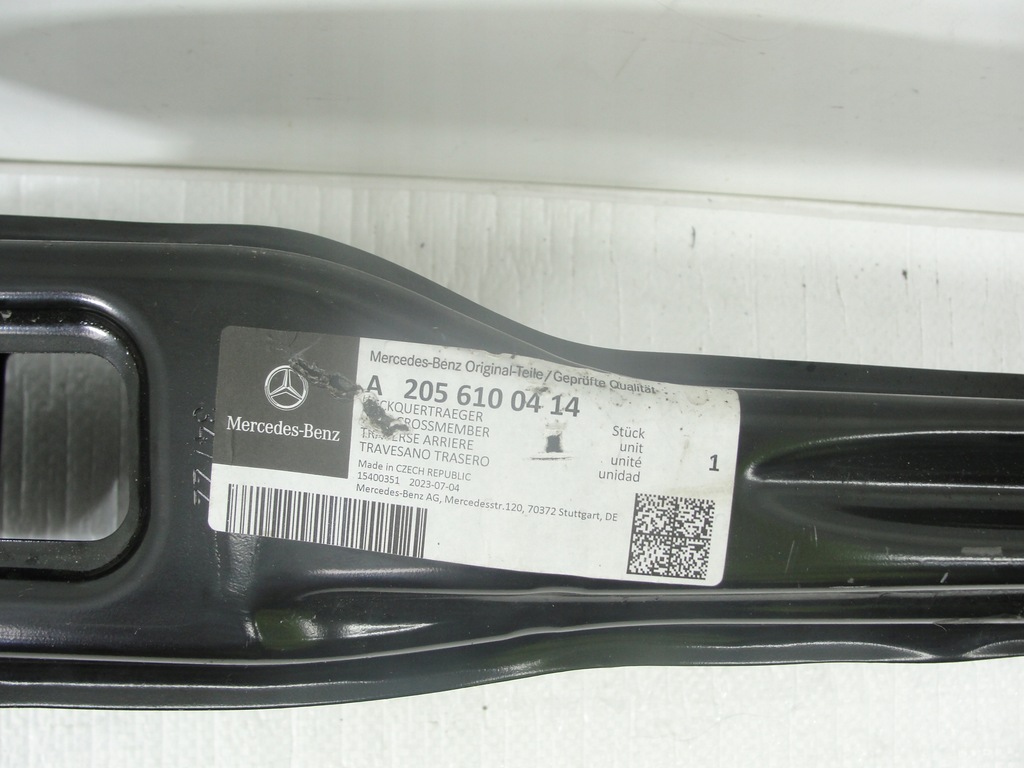 Mercedes-Benz
Mercedes-Benz Original-Teile / Geprüfte Qualität
A 205 610 04 14
Stück
CROSSMEMBER
unit
TRAVERSE ARRIERE
unité
TRAVESANO TRASERO
unidad
1
Made in CZECH REPUBLIC
15400351 2023-07-04
Mercedes-Benz AG, Mercedesstr.120, 70372 Stuttgart, DE